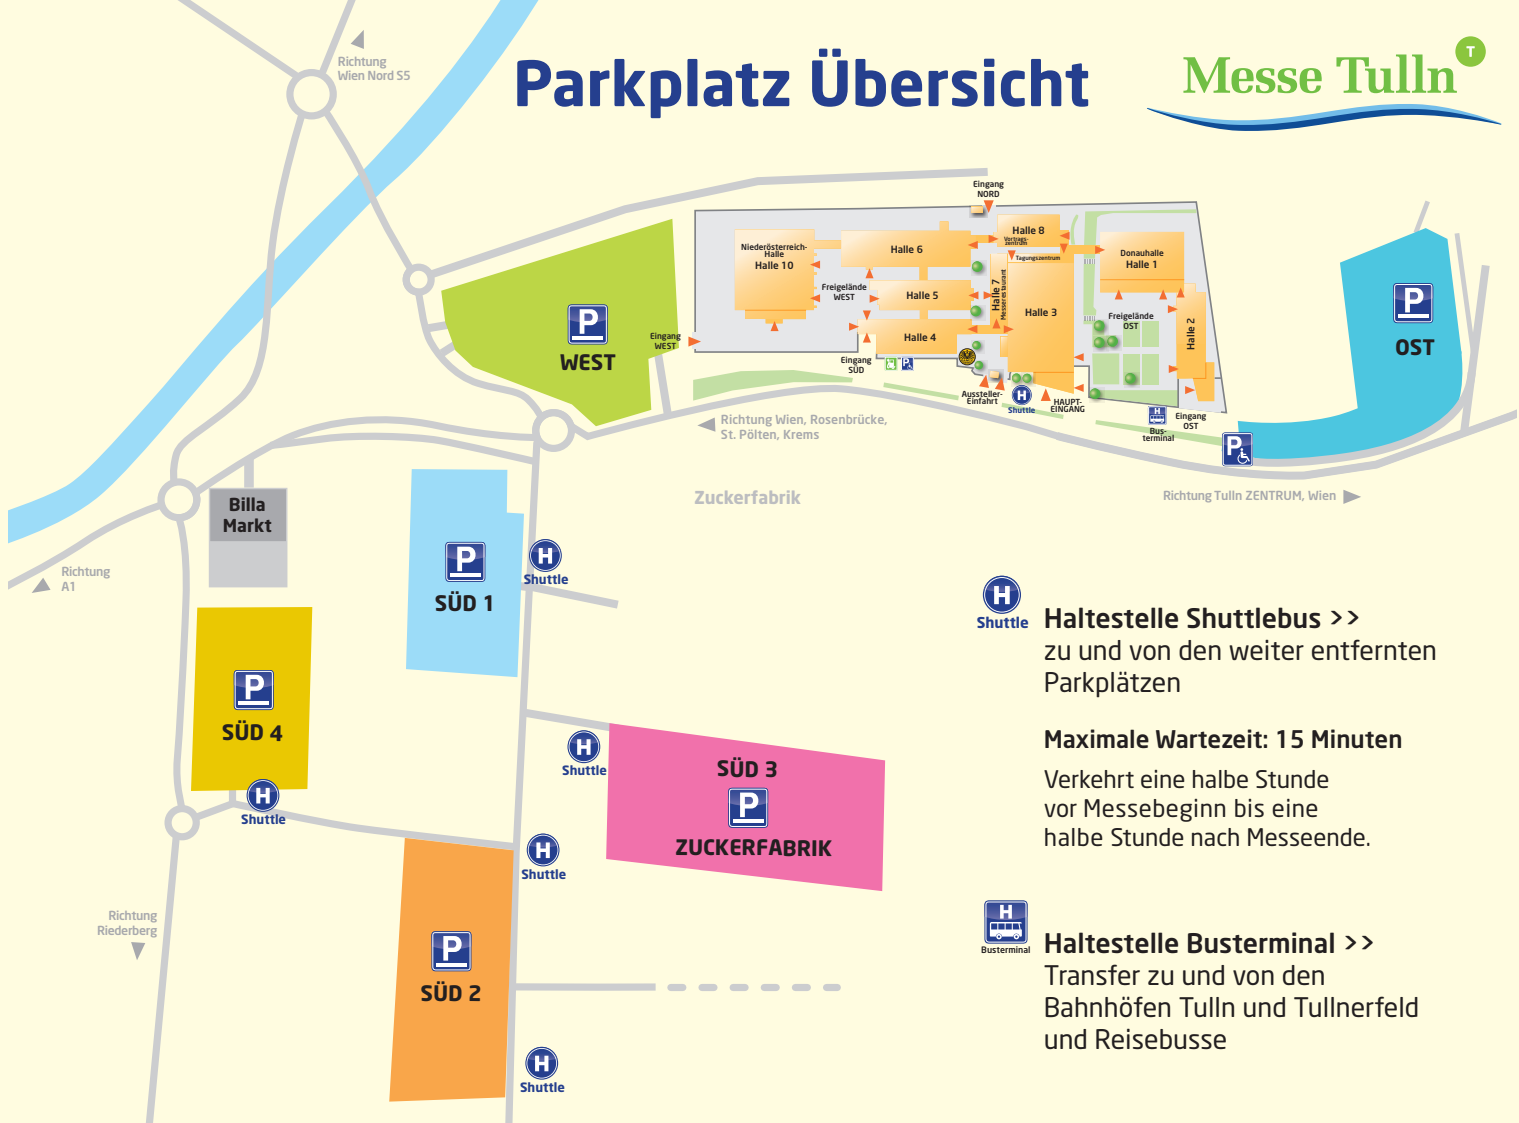 Parkplatz Übersicht
Messe Tulln
T
Richtung
Wien Nord S5
Eingang
NORD
Niederösterreich-
Halle
Halle 10
Halle 6
Halle 8
Vortrags-
zentrum
Tagungszentrum
Donauhalle
Halle 1
Freigelände
WEST
Halle 5
Halle 7
Messerestaurant
Halle 3
Freigelände
OST
Halle 2
Halle 4
Eingang
WEST
Eingang
SÜD
P
P
WEST
P
OST
Aussteller-
Einfahrt
H
Shuttle
HAUPT-
EINGANG
H
Bus-
terminal
Eingang
OST
P
Richtung Wien, Rosenbrücke,
St. Pölten, Krems
Zuckerfabrik
Richtung Tulln ZENTRUM, Wien
Billa
Markt
Richtung
A1
P
SÜD 1
H
Shuttle
P
SÜD 4
H
Shuttle
H
Shuttle
SÜD 3
P
ZUCKERFABRIK
H
Shuttle
Richtung
Riederberg
P
SÜD 2
H
Shuttle
H
Shuttle
Haltestelle Shuttlebus >>
zu und von den weiter entfernten
Parkplätzen
Maximale Wartezeit: 15 Minuten
Verkehrt eine halbe Stunde
vor Messebeginn bis eine
halbe Stunde nach Messeende.
H
Busterminal
Haltestelle Busterminal >>
Transfer zu und von den
Bahnhöfen Tulln und Tullnerfeld
und Reisebusse